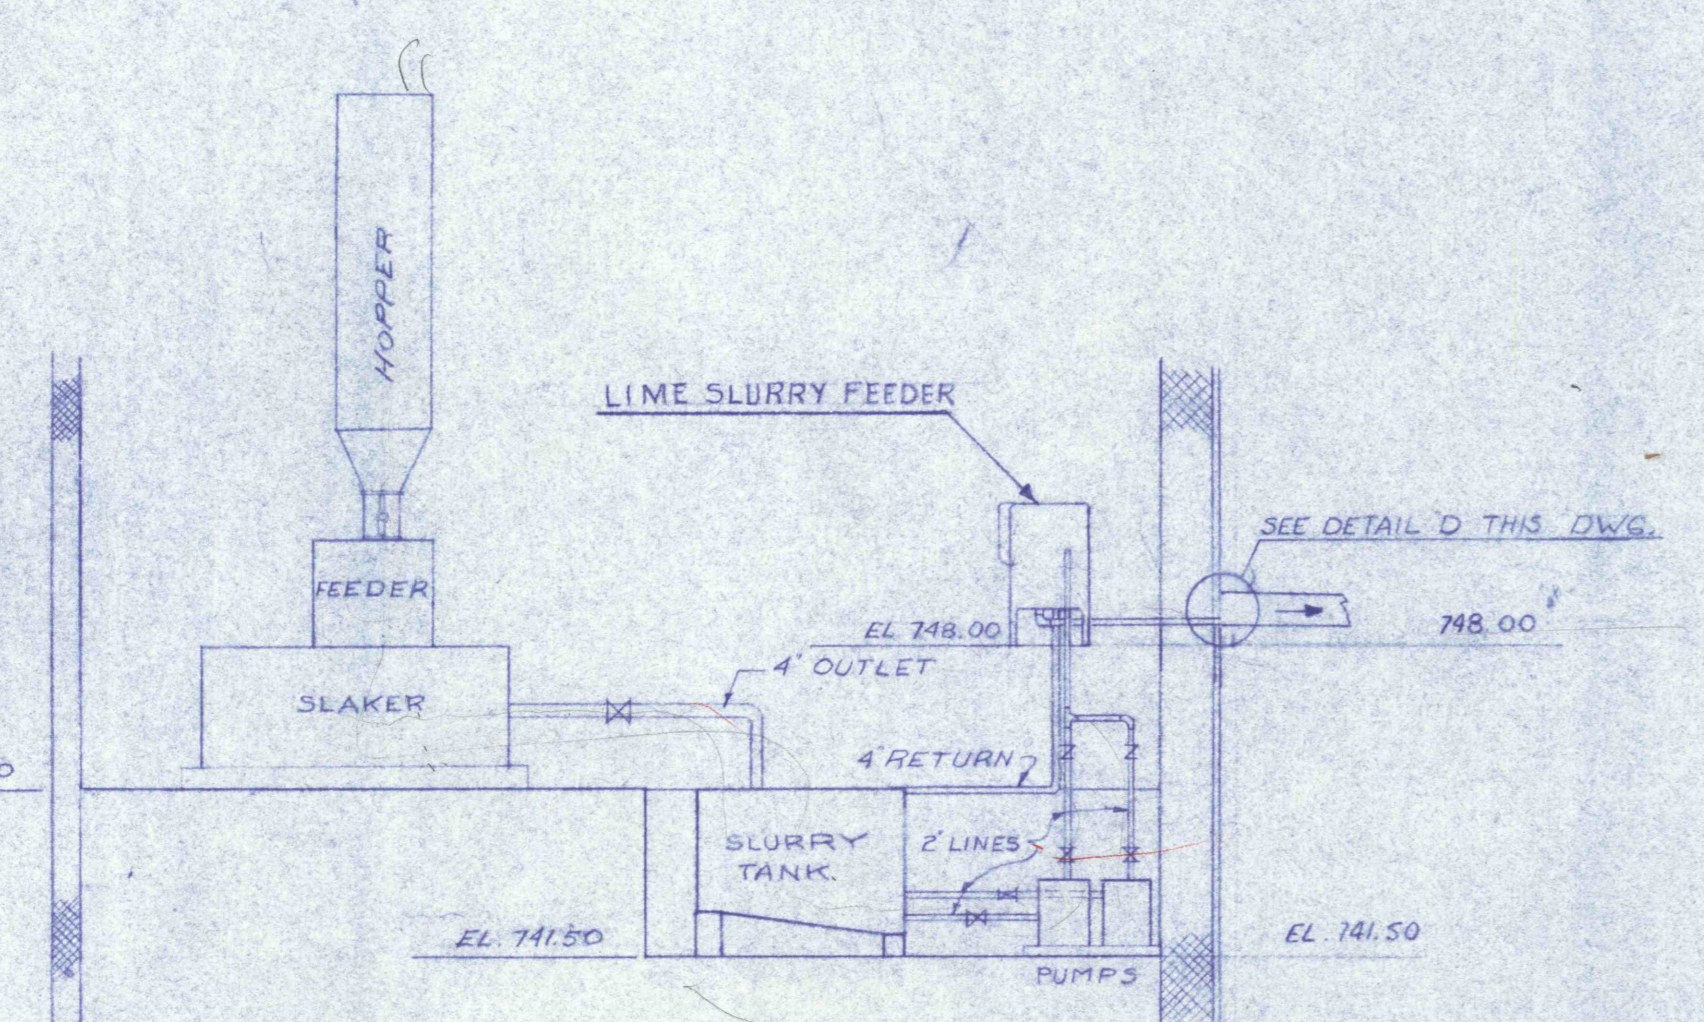 HOPPER
LIME SLURRY FEEDER
SEE DETAIL D THIS DWG.
FEEDER
EL 748.00
748.00
4" OUTLET
SLAKER
4" RETURN
0
SLURRY
TANK.
2" LINES
EL. 741.50
EL. 741.50
PUMPS